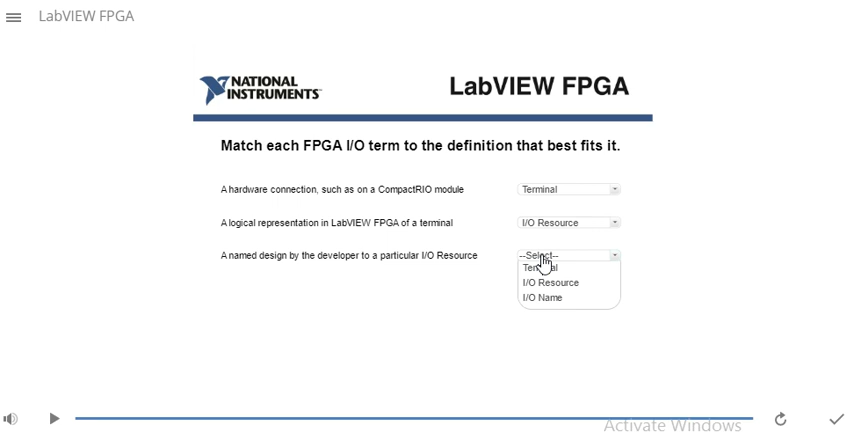 LabVIEW FPGA
NATIONAL
INSTRUMENTS
LabVIEW FPGA
Match each FPGA I/O term to the definition that best fits it.
A hardware connection, such as on a CompactRIO module
Terminal
A logical representation in LabVIEW FPGA of a terminal
I/O Resource
A named design by the developer to a particular I/O Resource
--Select--
Terminal
I/O Resource
I/O Name
Activate Windows